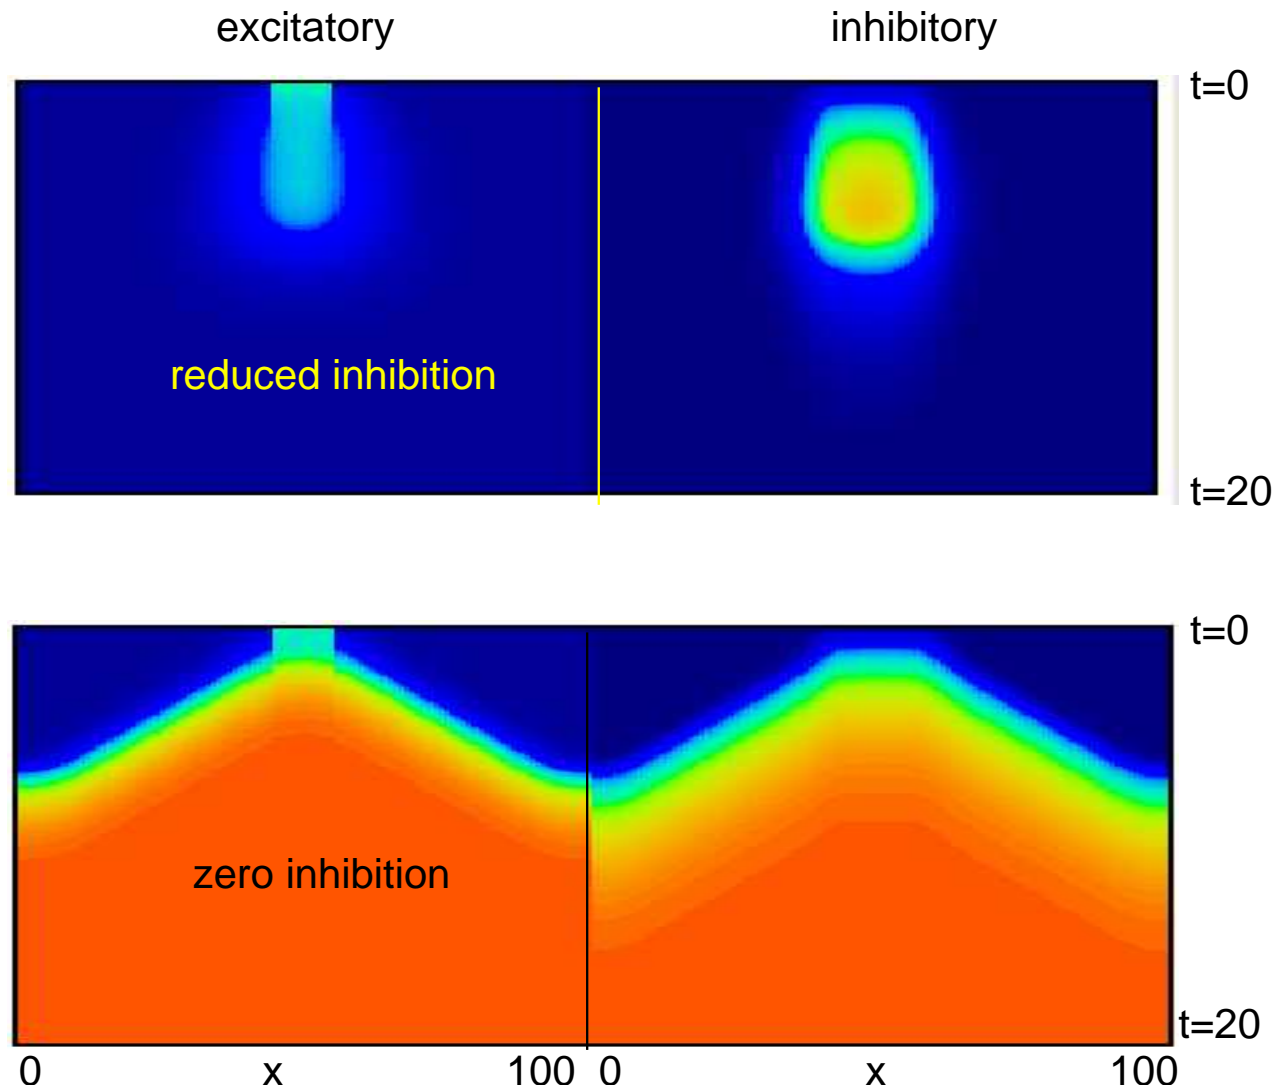 excitatory inhibitory
t=0
reduced inhibition
t=20
t=0
zero inhibition
t=20
0 x 100 0 x 100